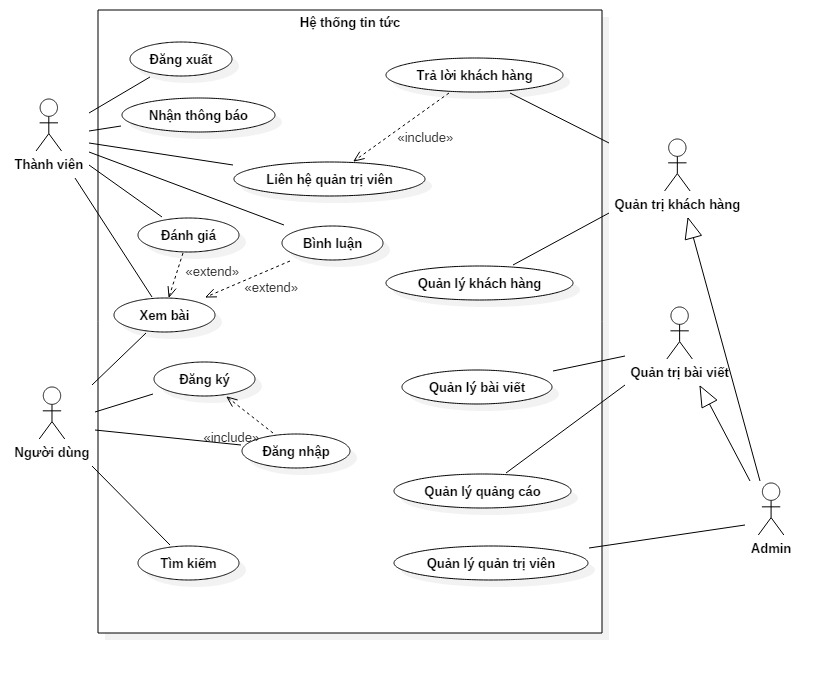 Hệ thống tin tức
Đăng xuất
Trả lời khách hàng
Nhận thông báo
«include»
Thành viên
Liên hệ quản trị viên
Quản trị khách hàng
Đánh giá
Bình luận
«extend»
«extend»
Quản lý khách hàng
Xem bài
Quản trị bài viết
Đăng ký
Quản lý bài viết
«include»
Người dùng
Đăng nhập
Quản lý quảng cáo
Admin
Tìm kiếm
Quản lý quản trị viên